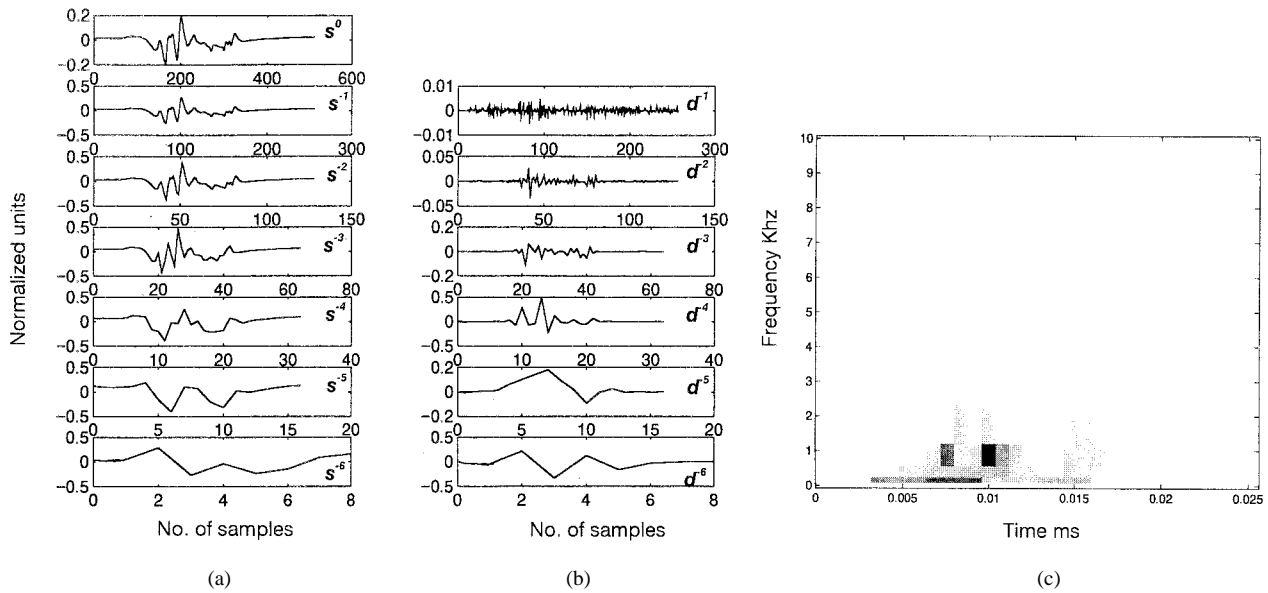 Normalized units
0.2
0
−0.2
s^0
0 200 400 600
0.5
0
−0.5
s^-1
0 100 200 300
0.5
0
−0.5
s^-2
0 50 100 150
0.5
0
−0.5
s^-3
0 20 40 60 80
0.5
0
−0.5
s^-4
0 10 20 30 40
0.5
0
−0.5
s^-5
0 5 10 15 20
0.5
0
−0.5
s^-6
0 2 4 6 8
No. of samples
(a)
0.01
0
−0.01
d^-1
0 100 200 300
0.05
0
−0.05
d^-2
0 50 100 150
0.2
0
−0.2
d^-3
0 20 40 60 80
0.5
0
−0.5
d^-4
0 10 20 30 40
0.2
0
0.2
d^-5
0 5 10 15 20
0.5
0
−0.5
d^-6
0 2 4 6 8
No. of samples
(b)
Frequency Khz
10
9
8
7
6
5
4
3
2
1
0
0 0.005 0.01 0.015 0.02 0.025
Time ms
(c)